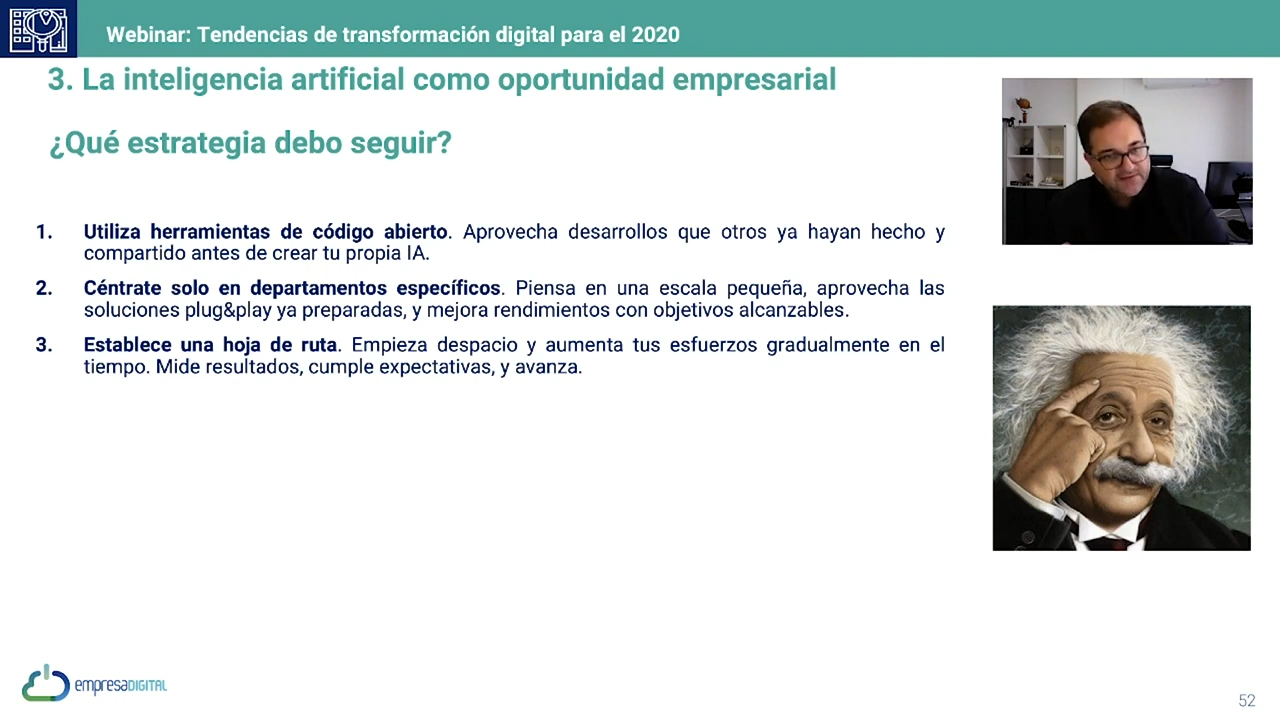 Webinar: Tendencias de transformación digital para el 2020
3. La inteligencia artificial como oportunidad empresarial
¿Qué estrategia debo seguir?
1. Utiliza herramientas de código abierto. Aprovecha desarrollos que otros ya hayan hecho y
compartido antes de crear tu propia IA.
2. Céntrate solo en departamentos específicos. Piensa en una escala pequeña, aprovecha las
soluciones plug&play ya preparadas, y mejora rendimientos con objetivos alcanzables.
3. Establece una hoja de ruta. Empieza despacio y aumenta tus esfuerzos gradualmente en el
tiempo. Mide resultados, cumple expectativas, y avanza.
empresaDIGITAL
52